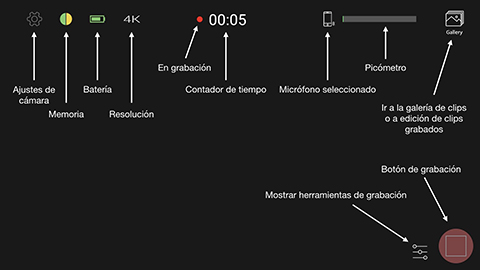 4K
00:05
Gallery
En grabación
Picómetro
Ajustes de
cámara
Batería
Contador de tiempo
Micrófono seleccionado
Memoria
Resolución
Ir a la galería de clips
o a edición de clips
grabados
Botón de grabación
Mostrar herramientas de grabación